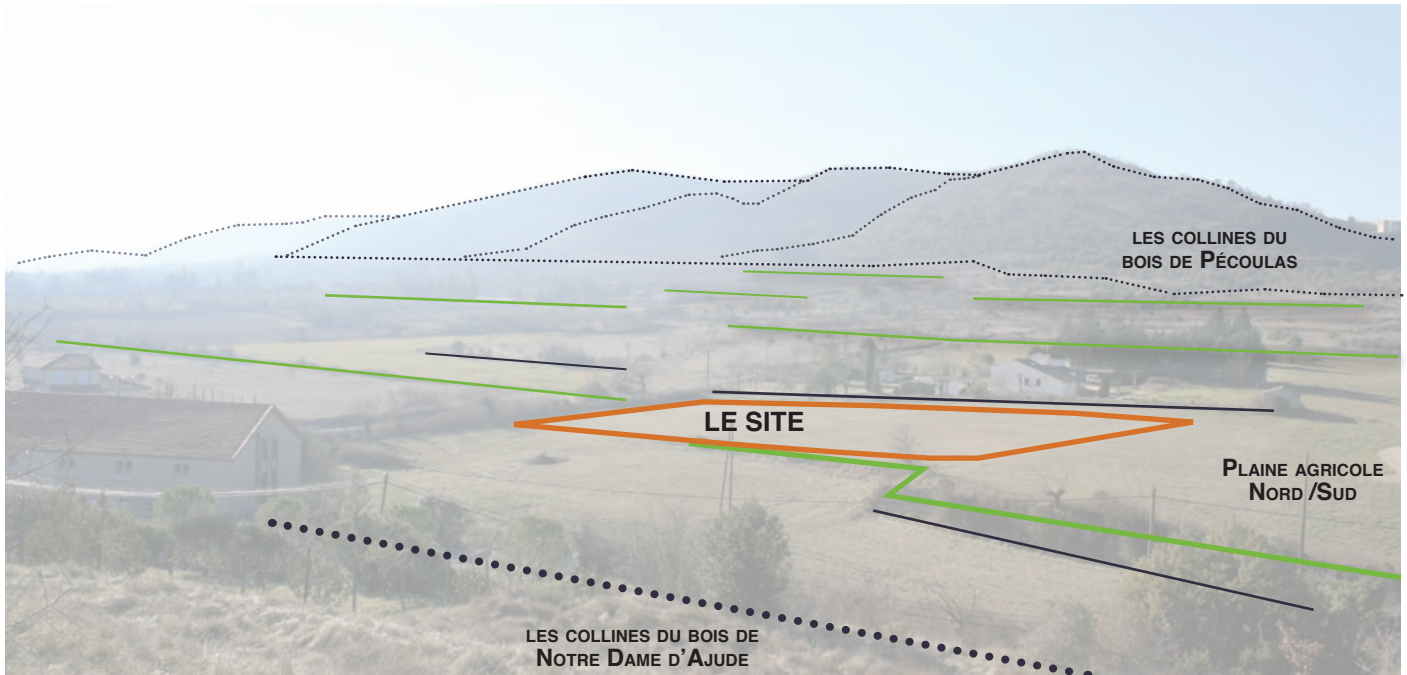 LES COLLINES DU
BOIS DE PÉCOULAS
LE SITE
PLAINE AGRICOLE
NORD /SUD
LES COLLINES DU BOIS DE
NOTRE DAME D'AJUDE